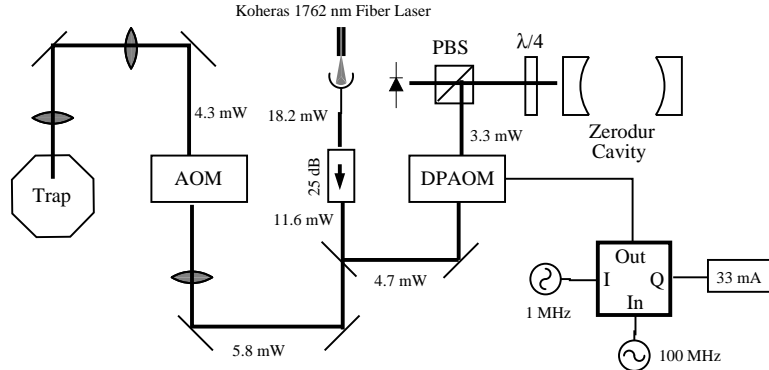 Koheras 1762 nm Fiber Laser
PBS
λ/4
4.3 mW
18.2 mW
3.3 mW
Zerodur
Cavity
Trap
AOM
25 dB
DPAOM
11.6 mW
4.7 mW
Out
I
Q
In
33 mA
1 MHz
5.8 mW
100 MHz